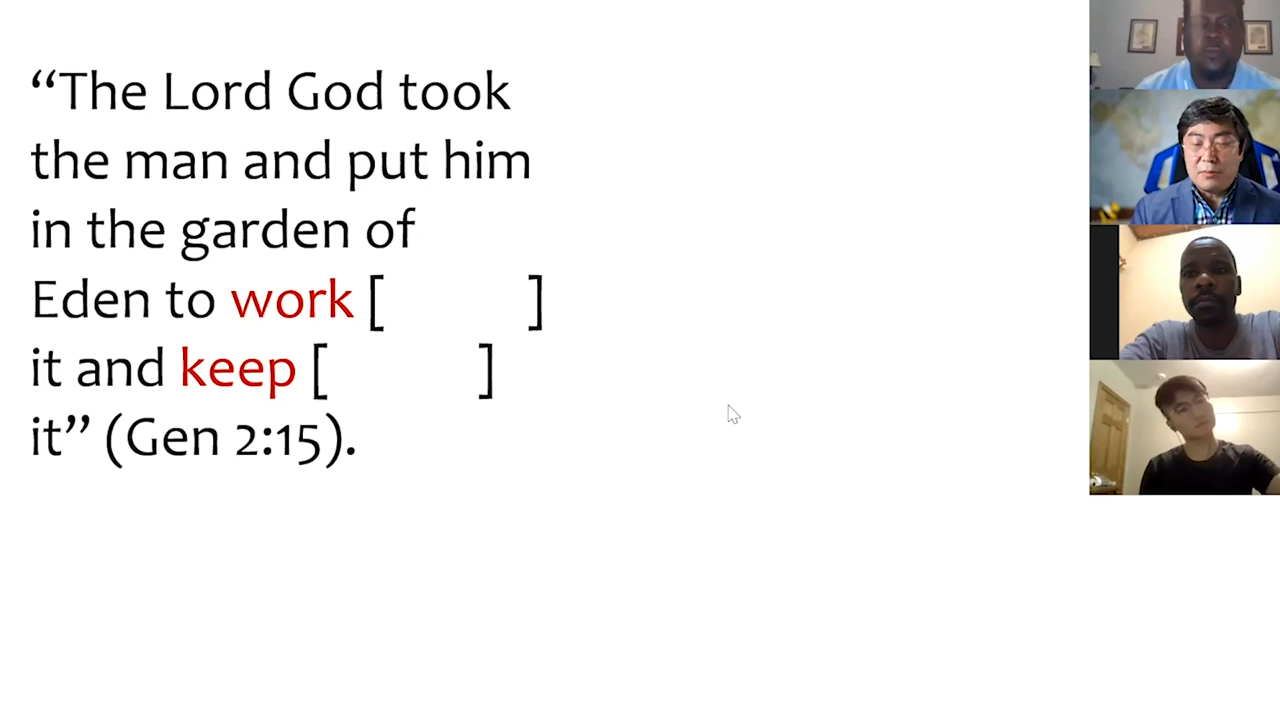 “The Lord God took
the man and put him
in the garden of
Eden to work [ ]
it and keep [ ]
it” (Gen 2:15).